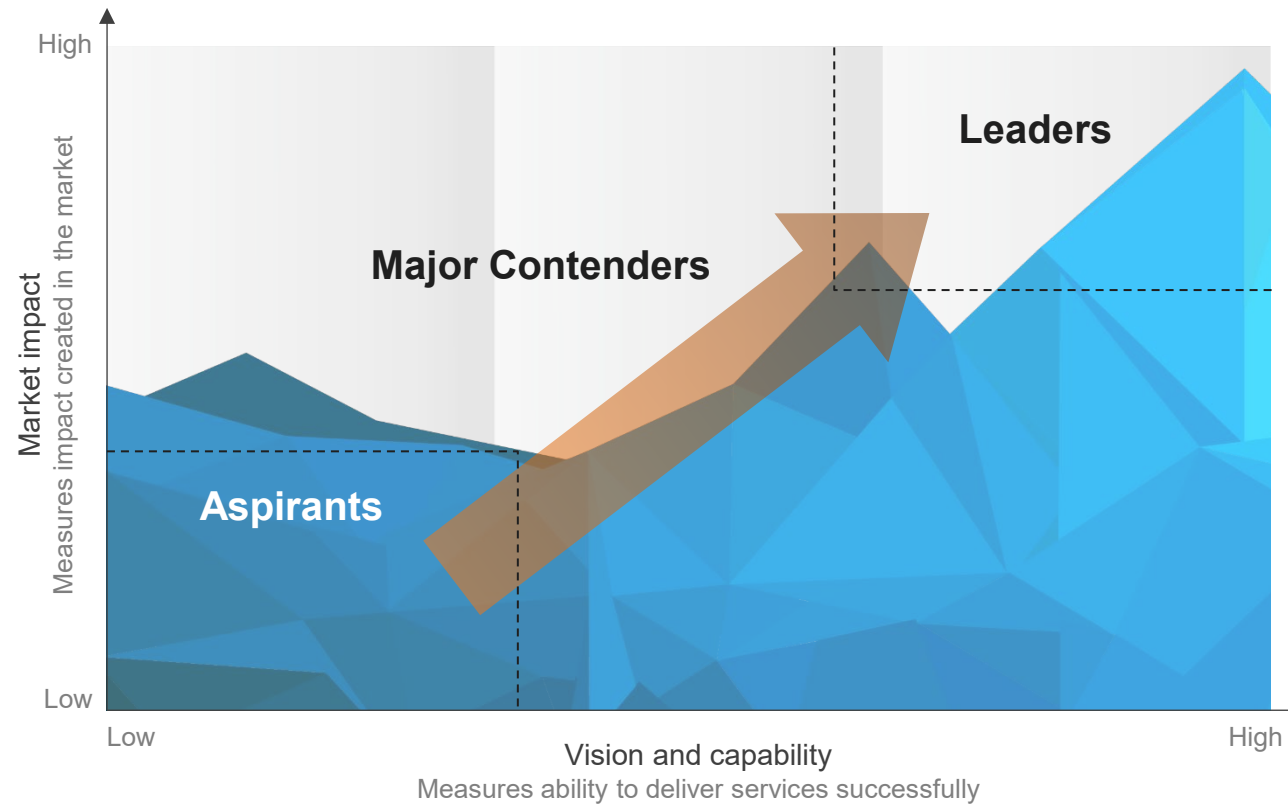 High
Leaders
Major Contenders
Market impact
Measures impact created in the market
Aspirants
Low
Low
High
Vision and capability
Measures ability to deliver services successfully